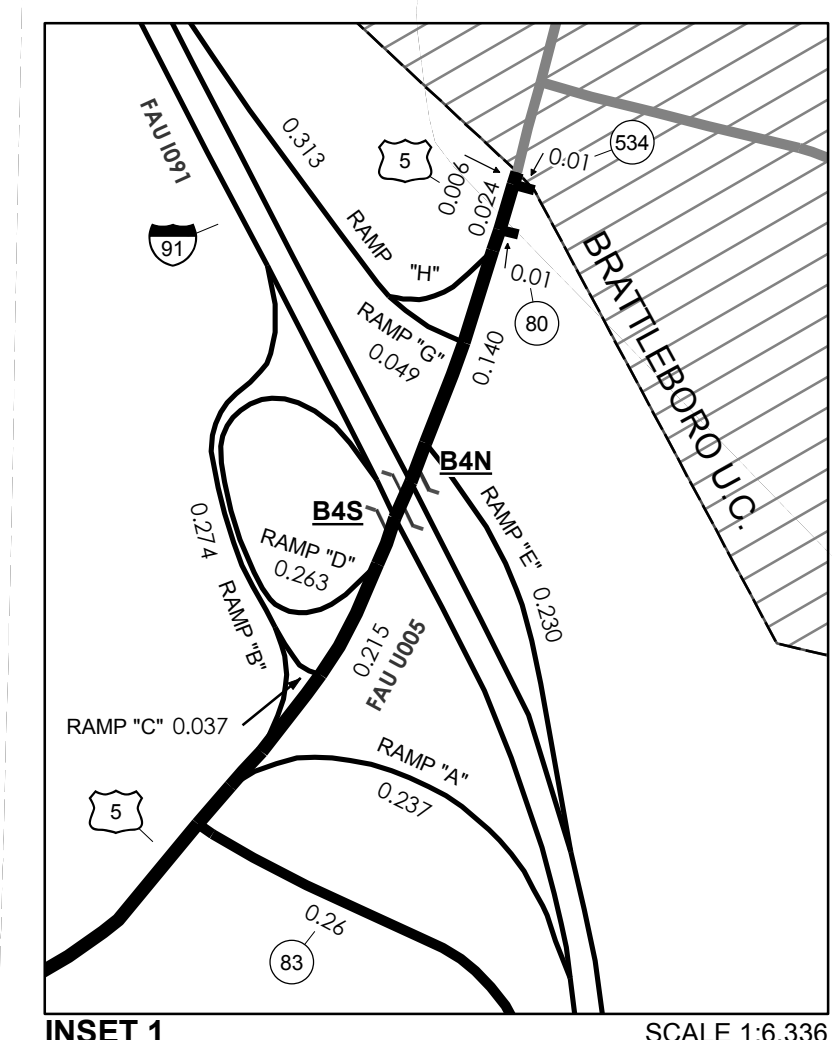 FAU I091
0.313
5
0.006
0.024
0.01
534
91
RAMP "H"
0.01
80
BRATTLEBORO U.C.
RAMP "G"
0.049
0.140
B4N
B4S
RAMP "E"
0.230
0.274
RAMP "D"
0.263
RAMP "B"
0.215
FAU U005
RAMP "C" 0.037
RAMP "A"
0.237
5
0.26
83
INSET 1
SCALE 1:6,336